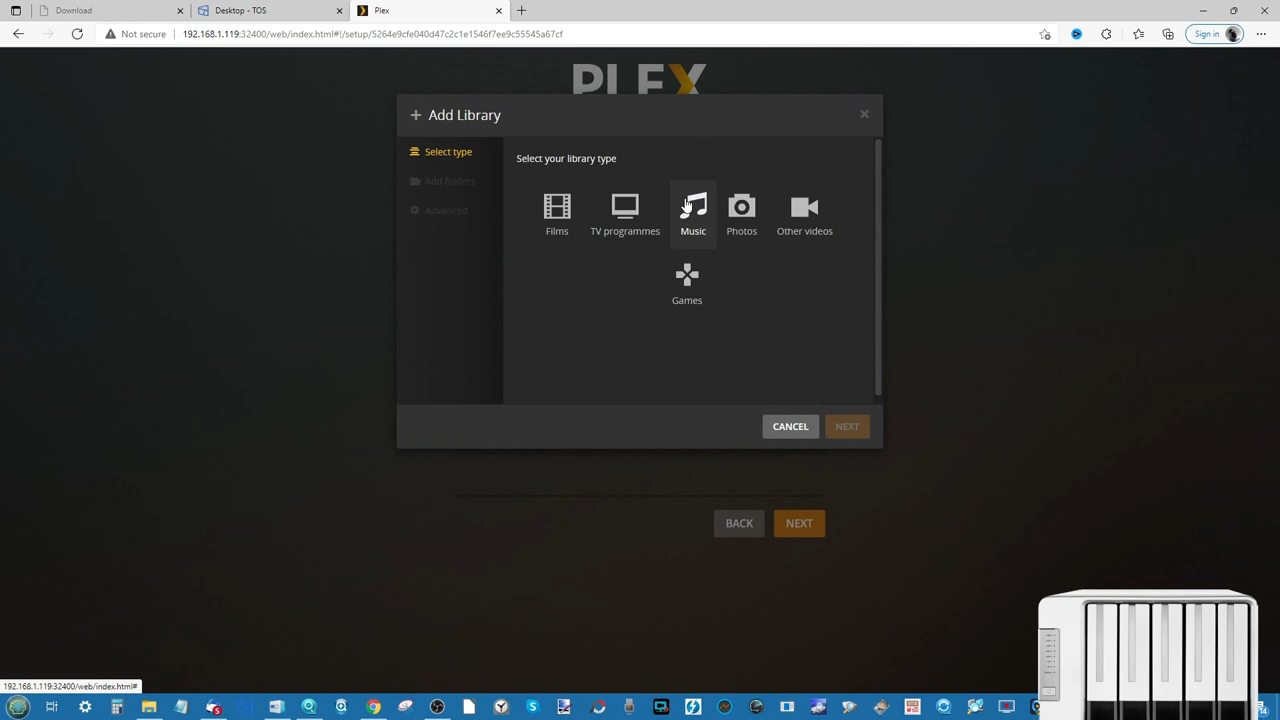 Download
Desktop - TOS
Plex
Not secure
192.168.1.119:32400/web/index.html#!/setup/5264e9cfe040d47c2c1e1546f7ee9c55545a67cf
Sign in
PLEX
Add Library
Select type
Add folders
Advanced
Select your library type
Films
TV programmes
Music
Photos
Other videos
Games
CANCEL
NEXT
BACK
NEXT
192.168.1.119:32400/web/index.html#
5
14